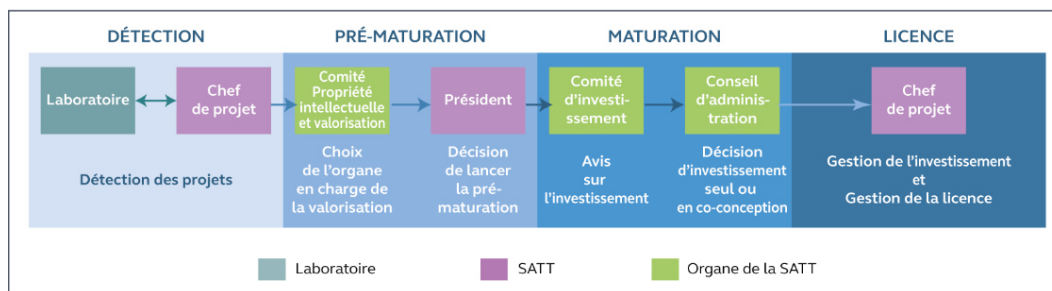 DÉTECTION
PRÉ-MATURATION
MATURATION
LICENCE
Laboratoire
Chef
de projet
Comité
Propriété
intellectuelle
et valorisation
Président
Comité
d'investi-
ssement
Conseil
d'adminis-
tration
Chef
de projet
Détection des projets
Choix
de l'organe
en charge de
la valorisation
Décision
de lancer
la pré-
maturation
Avis
sur
l'investissement
Décision
d'investissement
seul ou
en co-conception
Gestion de l'investissement
et
Gestion de la licence
Laboratoire
SATT
Organe de la SATT